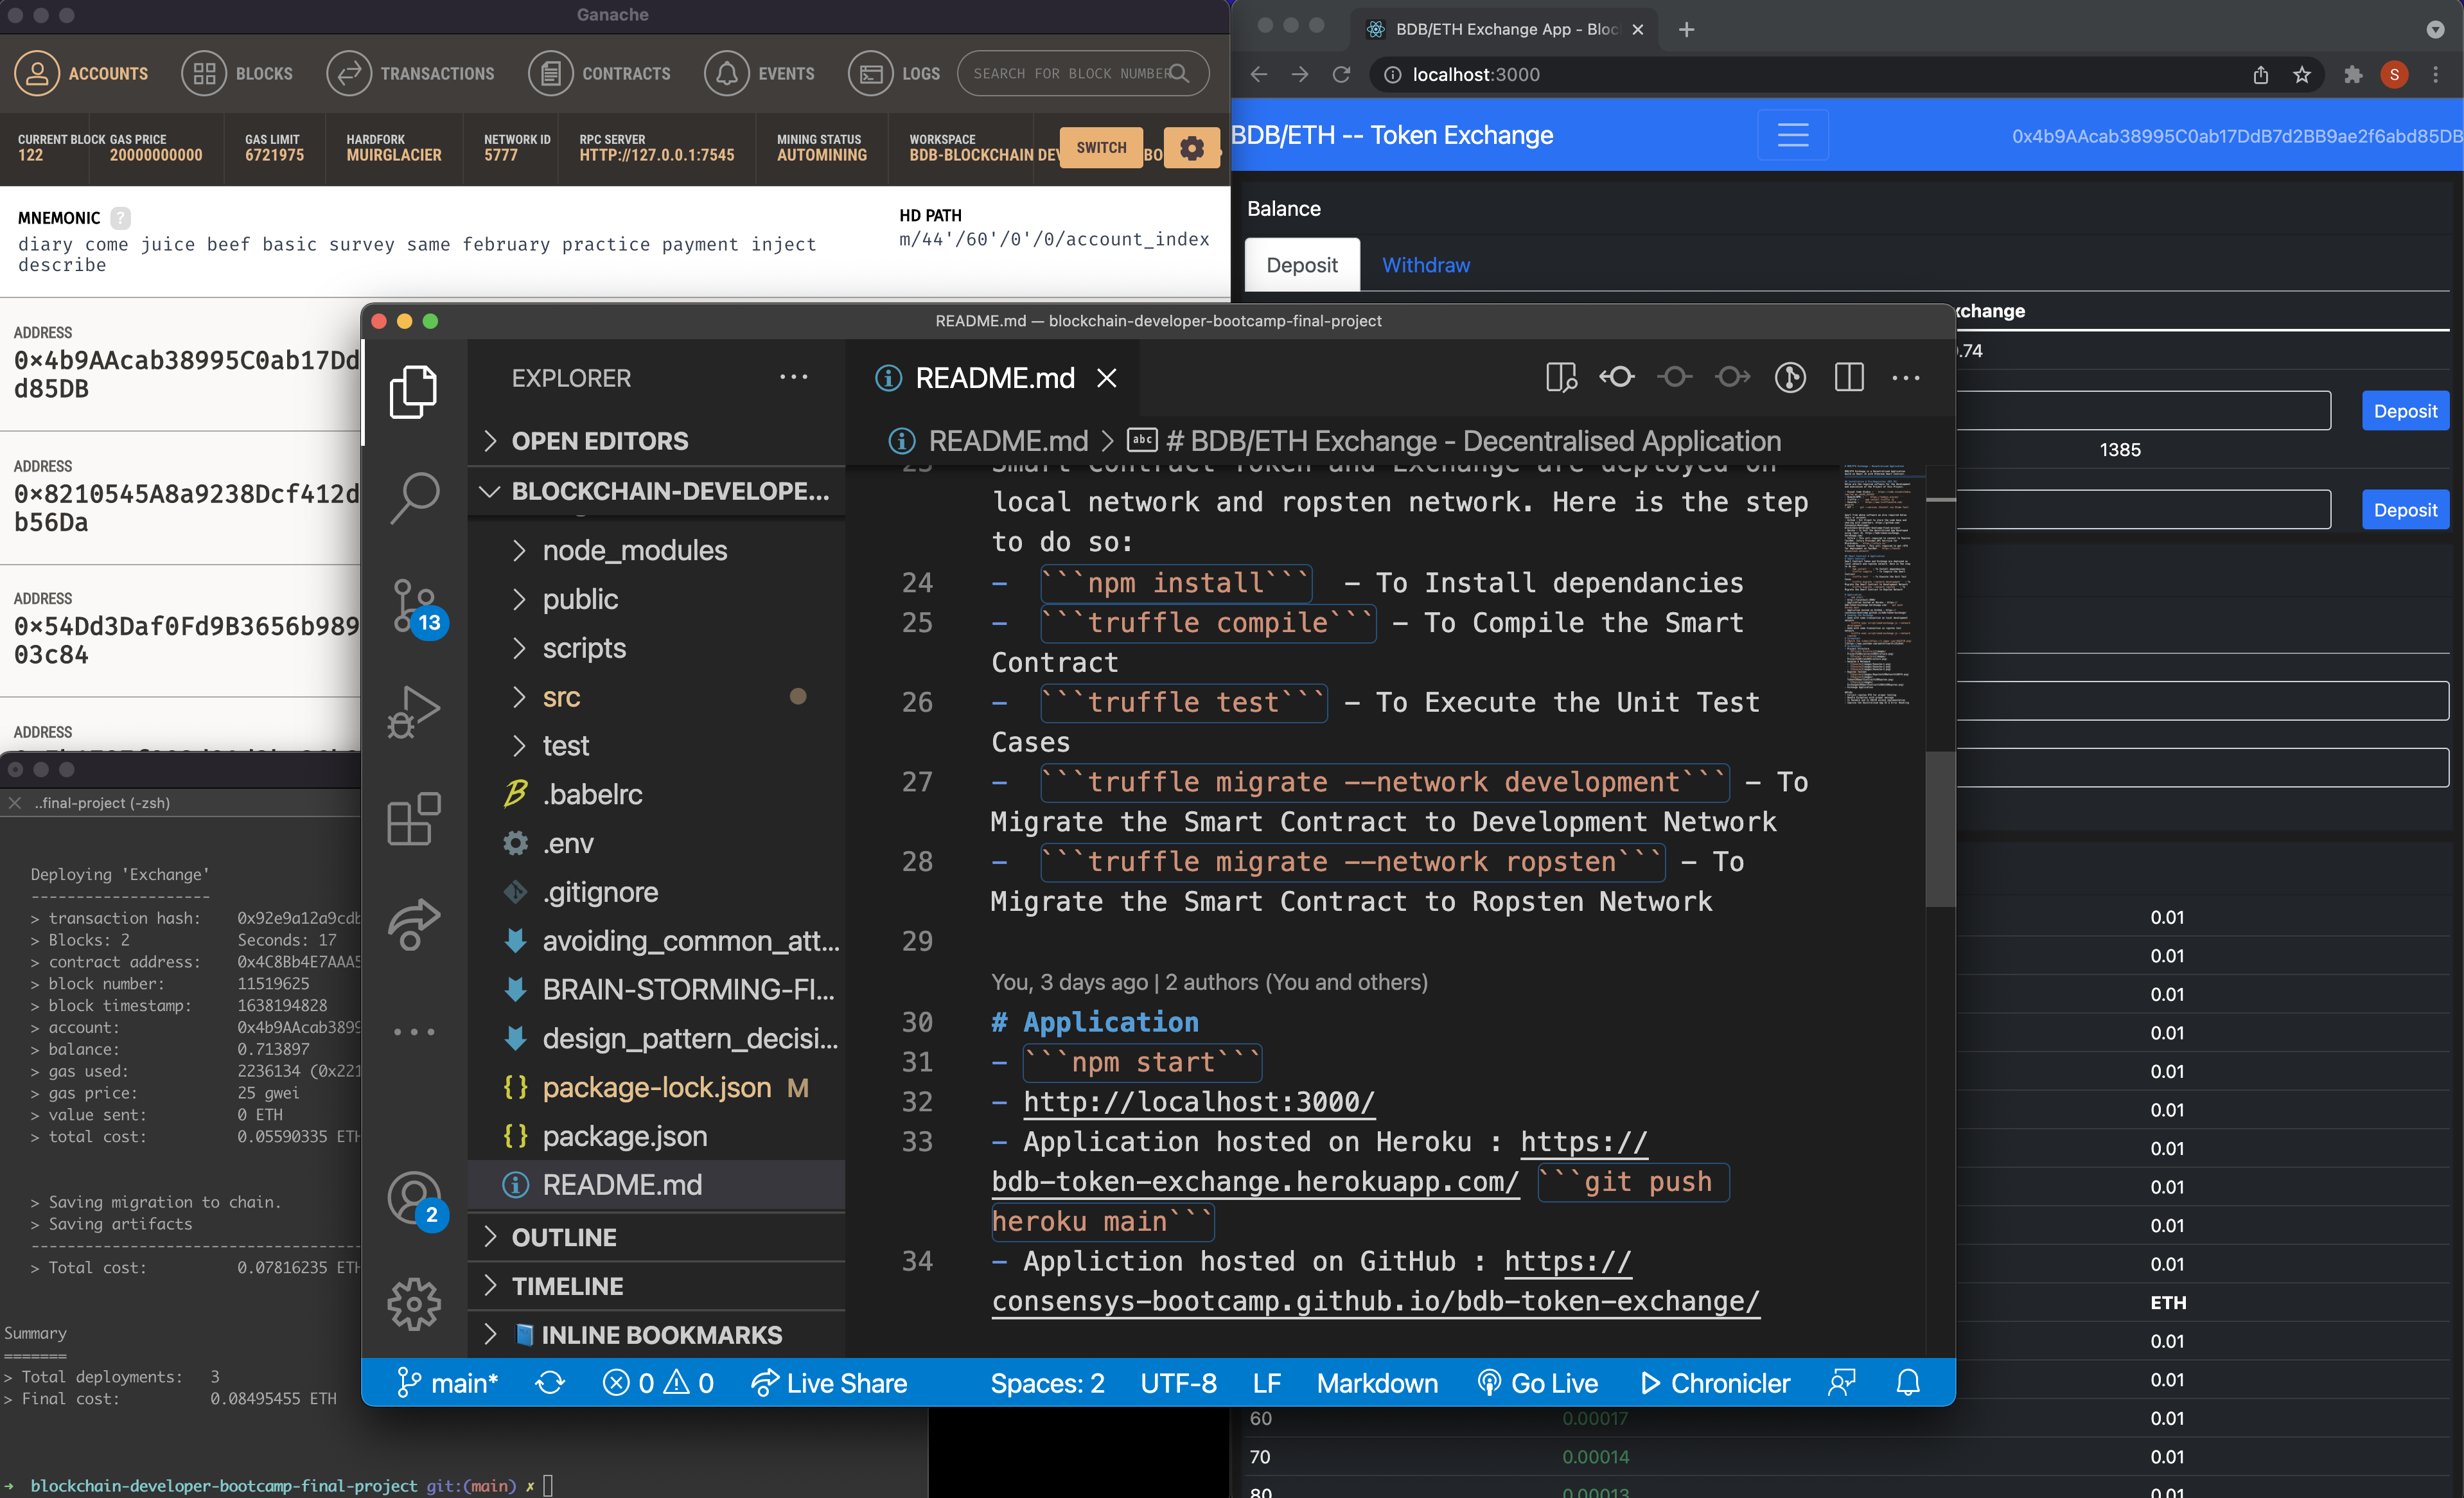 Ganache
ACCOUNTS
BLOCKS
TRANSACTIONS
CONTRACTS
EVENTS
LOGS
SEARCH FOR BLOCK NUMBER
CURRENT BLOCK
122
GAS PRICE
20000000000
GAS LIMIT
6721975
HARDFORK
MUIRGLACIER
NETWORK ID
5777
RPC SERVER
HTTP://127.0.0.1:7545
MINING STATUS
AUTOMINING
WORKSPACE
BDB-BLOCKCHAIN DEV
SWITCH
MNEMONIC ?
diary come juice beef basic survey same february practice payment inject
describe
HD PATH
m/44'/60'/0'/0/account_index
ADDRESS
0×4b9AAcab38995C0ab17Dd
d85DB
ADDRESS
0×8210545A8a9238Dcf412d
b56Da
ADDRESS
0×54Dd3Daf0Fd9B3656b989
03c84
ADDRESS
BDB/ETH Exchange App - Bloc
localhost:3000
S
BDB/ETH -- Token Exchange
0x4b9AAcab38995C0ab17DdB7d2BB9ae2f6abd85DB
Balance
Deposit
Withdraw
xchange
.74
Deposit
1385
Deposit
0.01
0.01
0.01
0.01
0.01
0.01
0.01
0.01
0.01
0.01
ETH
0.01
0.01
60 0.00017 0.01
70 0.00014 0.01
80 0.00013 0.01
..final-project (-zsh)
Deploying 'Exchange'
--------------------
> transaction hash: 0x92e9a12a9cdb
> Blocks: 2 Seconds: 17
> contract address: 0x4C8Bb4E7AAA5
> block number: 11519625
> block timestamp: 1638194828
> account: 0x4b9AAcab3899
> balance: 0.713897
> gas used: 2236134 (0x221
> gas price: 25 gwei
> value sent: 0 ETH
> total cost: 0.05590335 ETH
> Saving migration to chain.
> Saving artifacts
-------------------------------------
> Total cost: 0.07816235 ETH
Summary
=======
> Total deployments: 3
> Final cost: 0.08495455 ETH
→ blockchain-developer-bootcamp-final-project git:(main) ✗
README.md — blockchain-developer-bootcamp-final-project
EXPLORER
OPEN EDITORS
BLOCKCHAIN-DEVELOPE...
node_modules
public
scripts
src
test
.babelrc
.env
.gitignore
avoiding_common_att...
BRAIN-STORMING-FI...
design_pattern_decisi...
package-lock.json M
package.json
README.md
OUTLINE
TIMELINE
INLINE BOOKMARKS
13
2
README.md
README.md > # BDB/ETH Exchange - Decentralised Application
23 Smart Contract Token and Exchange are deployed on
local network and ropsten network. Here is the step
to do so:
24 - ```npm install``` - To Install dependancies
25 - ```truffle compile``` - To Compile the Smart
Contract
26 - ```truffle test``` - To Execute the Unit Test
Cases
27 - ```truffle migrate --network development``` - To
Migrate the Smart Contract to Development Network
28 - ```truffle migrate --network ropsten``` - To
Migrate the Smart Contract to Ropsten Network
29
You, 3 days ago | 2 authors (You and others)
30 # Application
31 - ```npm start```
32 - http://localhost:3000/
33 - Application hosted on Heroku : https://
bdb-token-exchange.herokuapp.com/ ```git push
heroku main```
34 - Appliction hosted on GitHub : https://
consensys-bootcamp.github.io/bdb-token-exchange/
main*
0
0
Live Share
Spaces: 2
UTF-8
LF
Markdown
Go Live
Chronicler